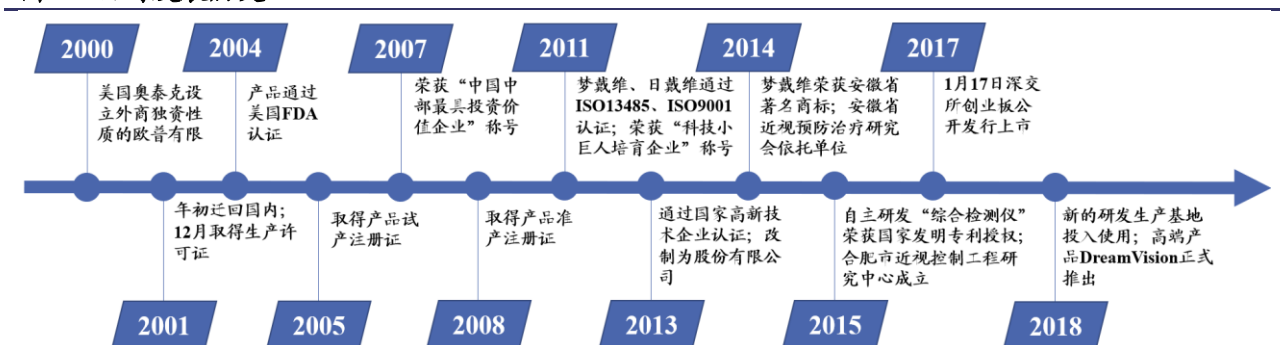 2000
美国奥泰克设
立外商独资性
质的欧普有限
2004
产品通过
美国FDA
认证
2007
荣获“中国中
部最具投资价
值企业”称号
2011
梦戴维、日戴维通过
ISO13485、ISO9001
认证；荣获“科技小
巨人培育企业”称号
2014
梦戴维荣获安徽省
著名商标；安徽省
近视预防治疗研究
会依托单位
2017
1月17日深交
所创业板公
开发行上市
年初迁回国内；
12月取得生产许
可证
2001
取得产品试
产注册证
2005
取得产品准
产注册证
2008
通过国家高新技
术企业认证；改
制为股份有限公
司
2013
自主研发“综合检测仪”
荣获国家发明专利授权；
合肥市近视控制工程研
究中心成立
2015
新的研发生产基地
投入使用；高端产
品DreamVision正式
推出
2018